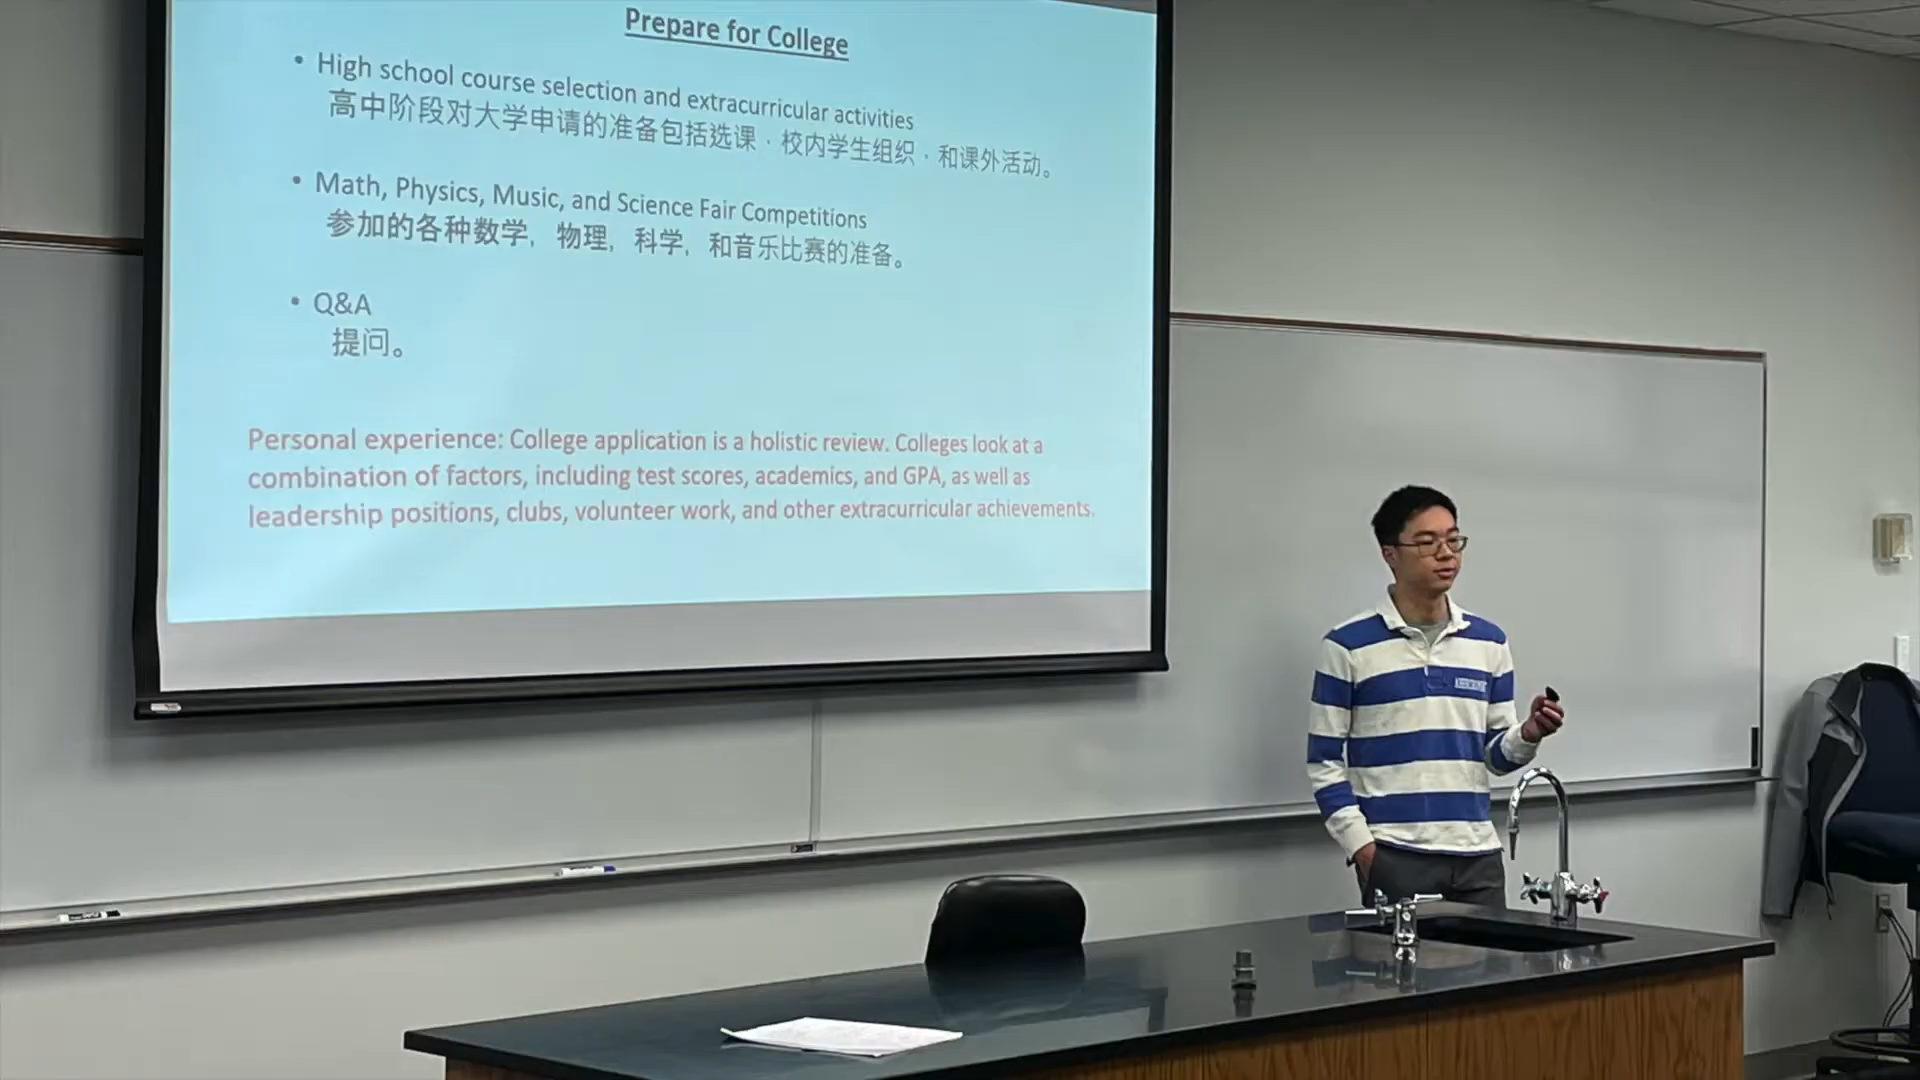 Prepare for College
• High school course selection and extracurricular activities
高中阶段对大学申请的准备包括选课，校内学生组织，和课外活动。
• Math, Physics, Music, and Science Fair Competitions
参加的各种数学，物理，科学，和音乐比赛的准备。
• Q&A
提问。
Personal experience: College application is a holistic review. Colleges look at a
combination of factors, including test scores, academics, and GPA, as well as
leadership positions, clubs, volunteer work, and other extracurricular achievements.